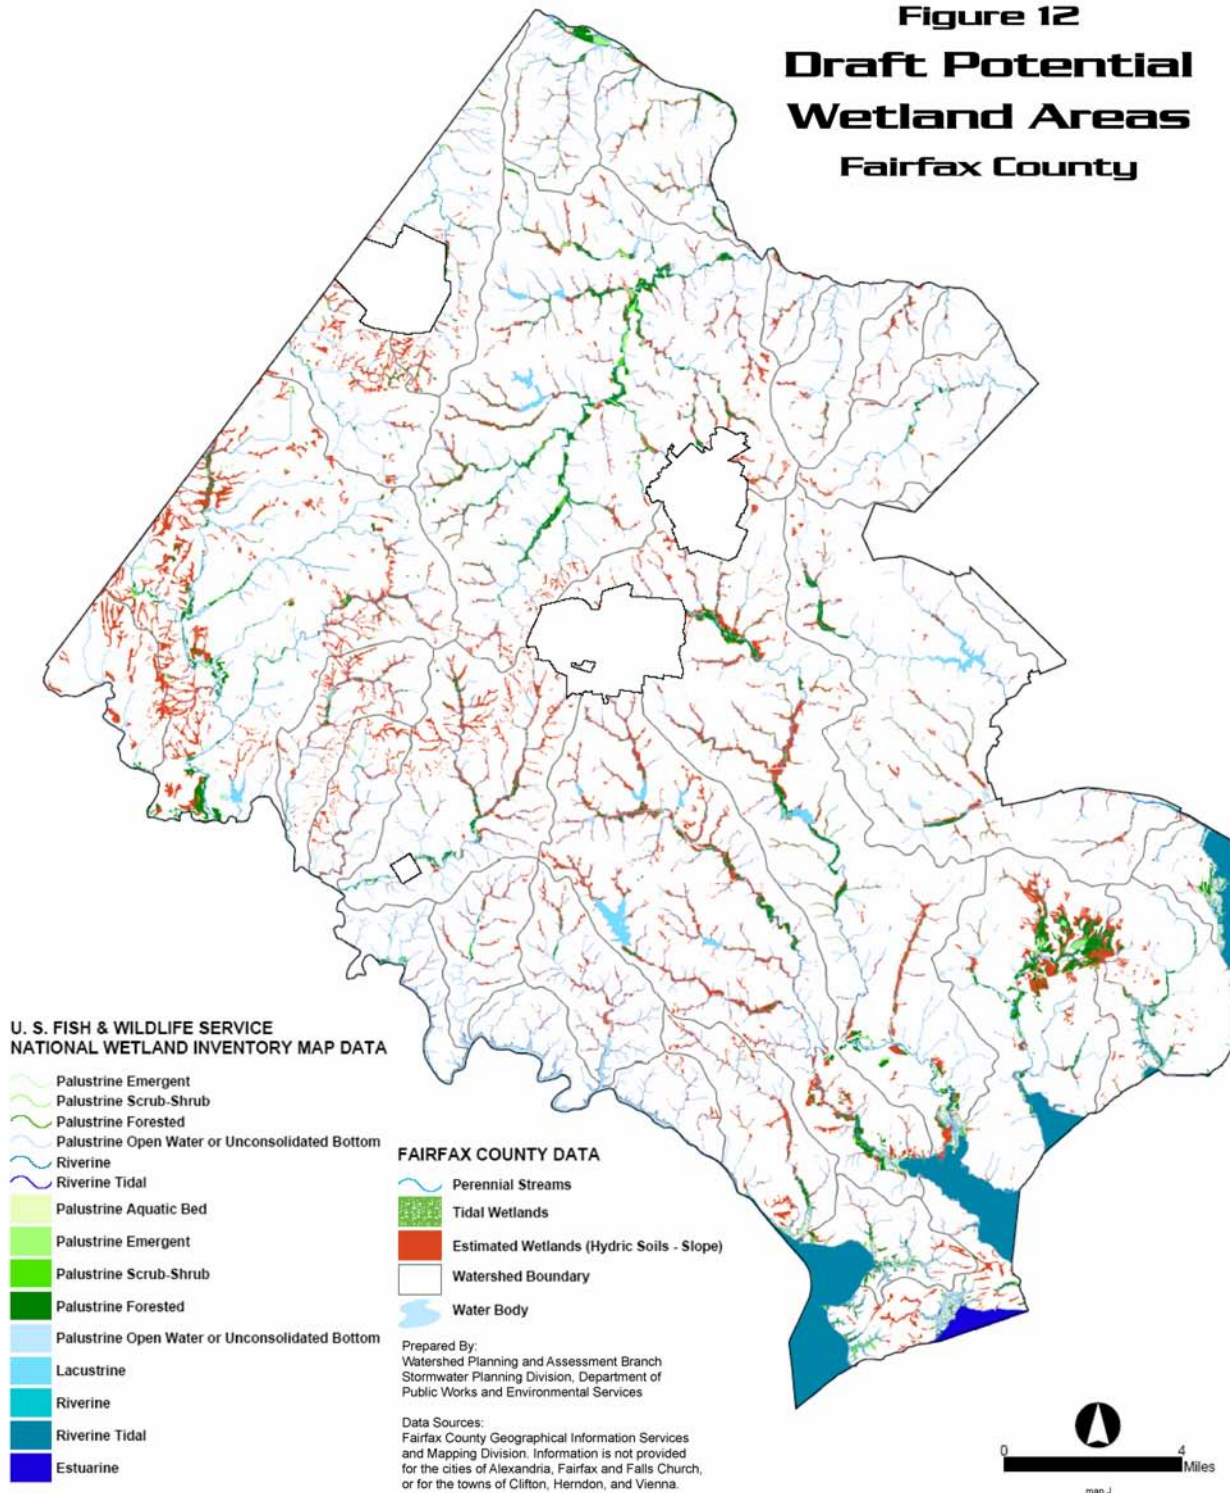 Figure 12
Draft Potential
Wetland Areas
Fairfax County
U. S. FISH & WILDLIFE SERVICE
NATIONAL WETLAND INVENTORY MAP DATA
Palustrine Emergent
Palustrine Scrub-Shrub
Palustrine Forested
Palustrine Open Water or Unconsolidated Bottom
Riverine
Riverine Tidal
Palustrine Aquatic Bed
Palustrine Emergent
Palustrine Scrub-Shrub
Palustrine Forested
Palustrine Open Water or Unconsolidated Bottom
Lacustrine
Riverine
Riverine Tidal
Estuarine
FAIRFAX COUNTY DATA
Perennial Streams
Tidal Wetlands
Estimated Wetlands (Hydric Soils - Slope)
Watershed Boundary
Water Body
Prepared By:
Watershed Planning and Assessment Branch
Stormwater Planning Division, Department of
Public Works and Environmental Services
Data Sources:
Fairfax County Geographical Information Services
and Mapping Division. Information is not provided
for the cities of Alexandria, Fairfax and Falls Church,
or for the towns of Clifton, Herndon, and Vienna.
0 4
Miles
map J